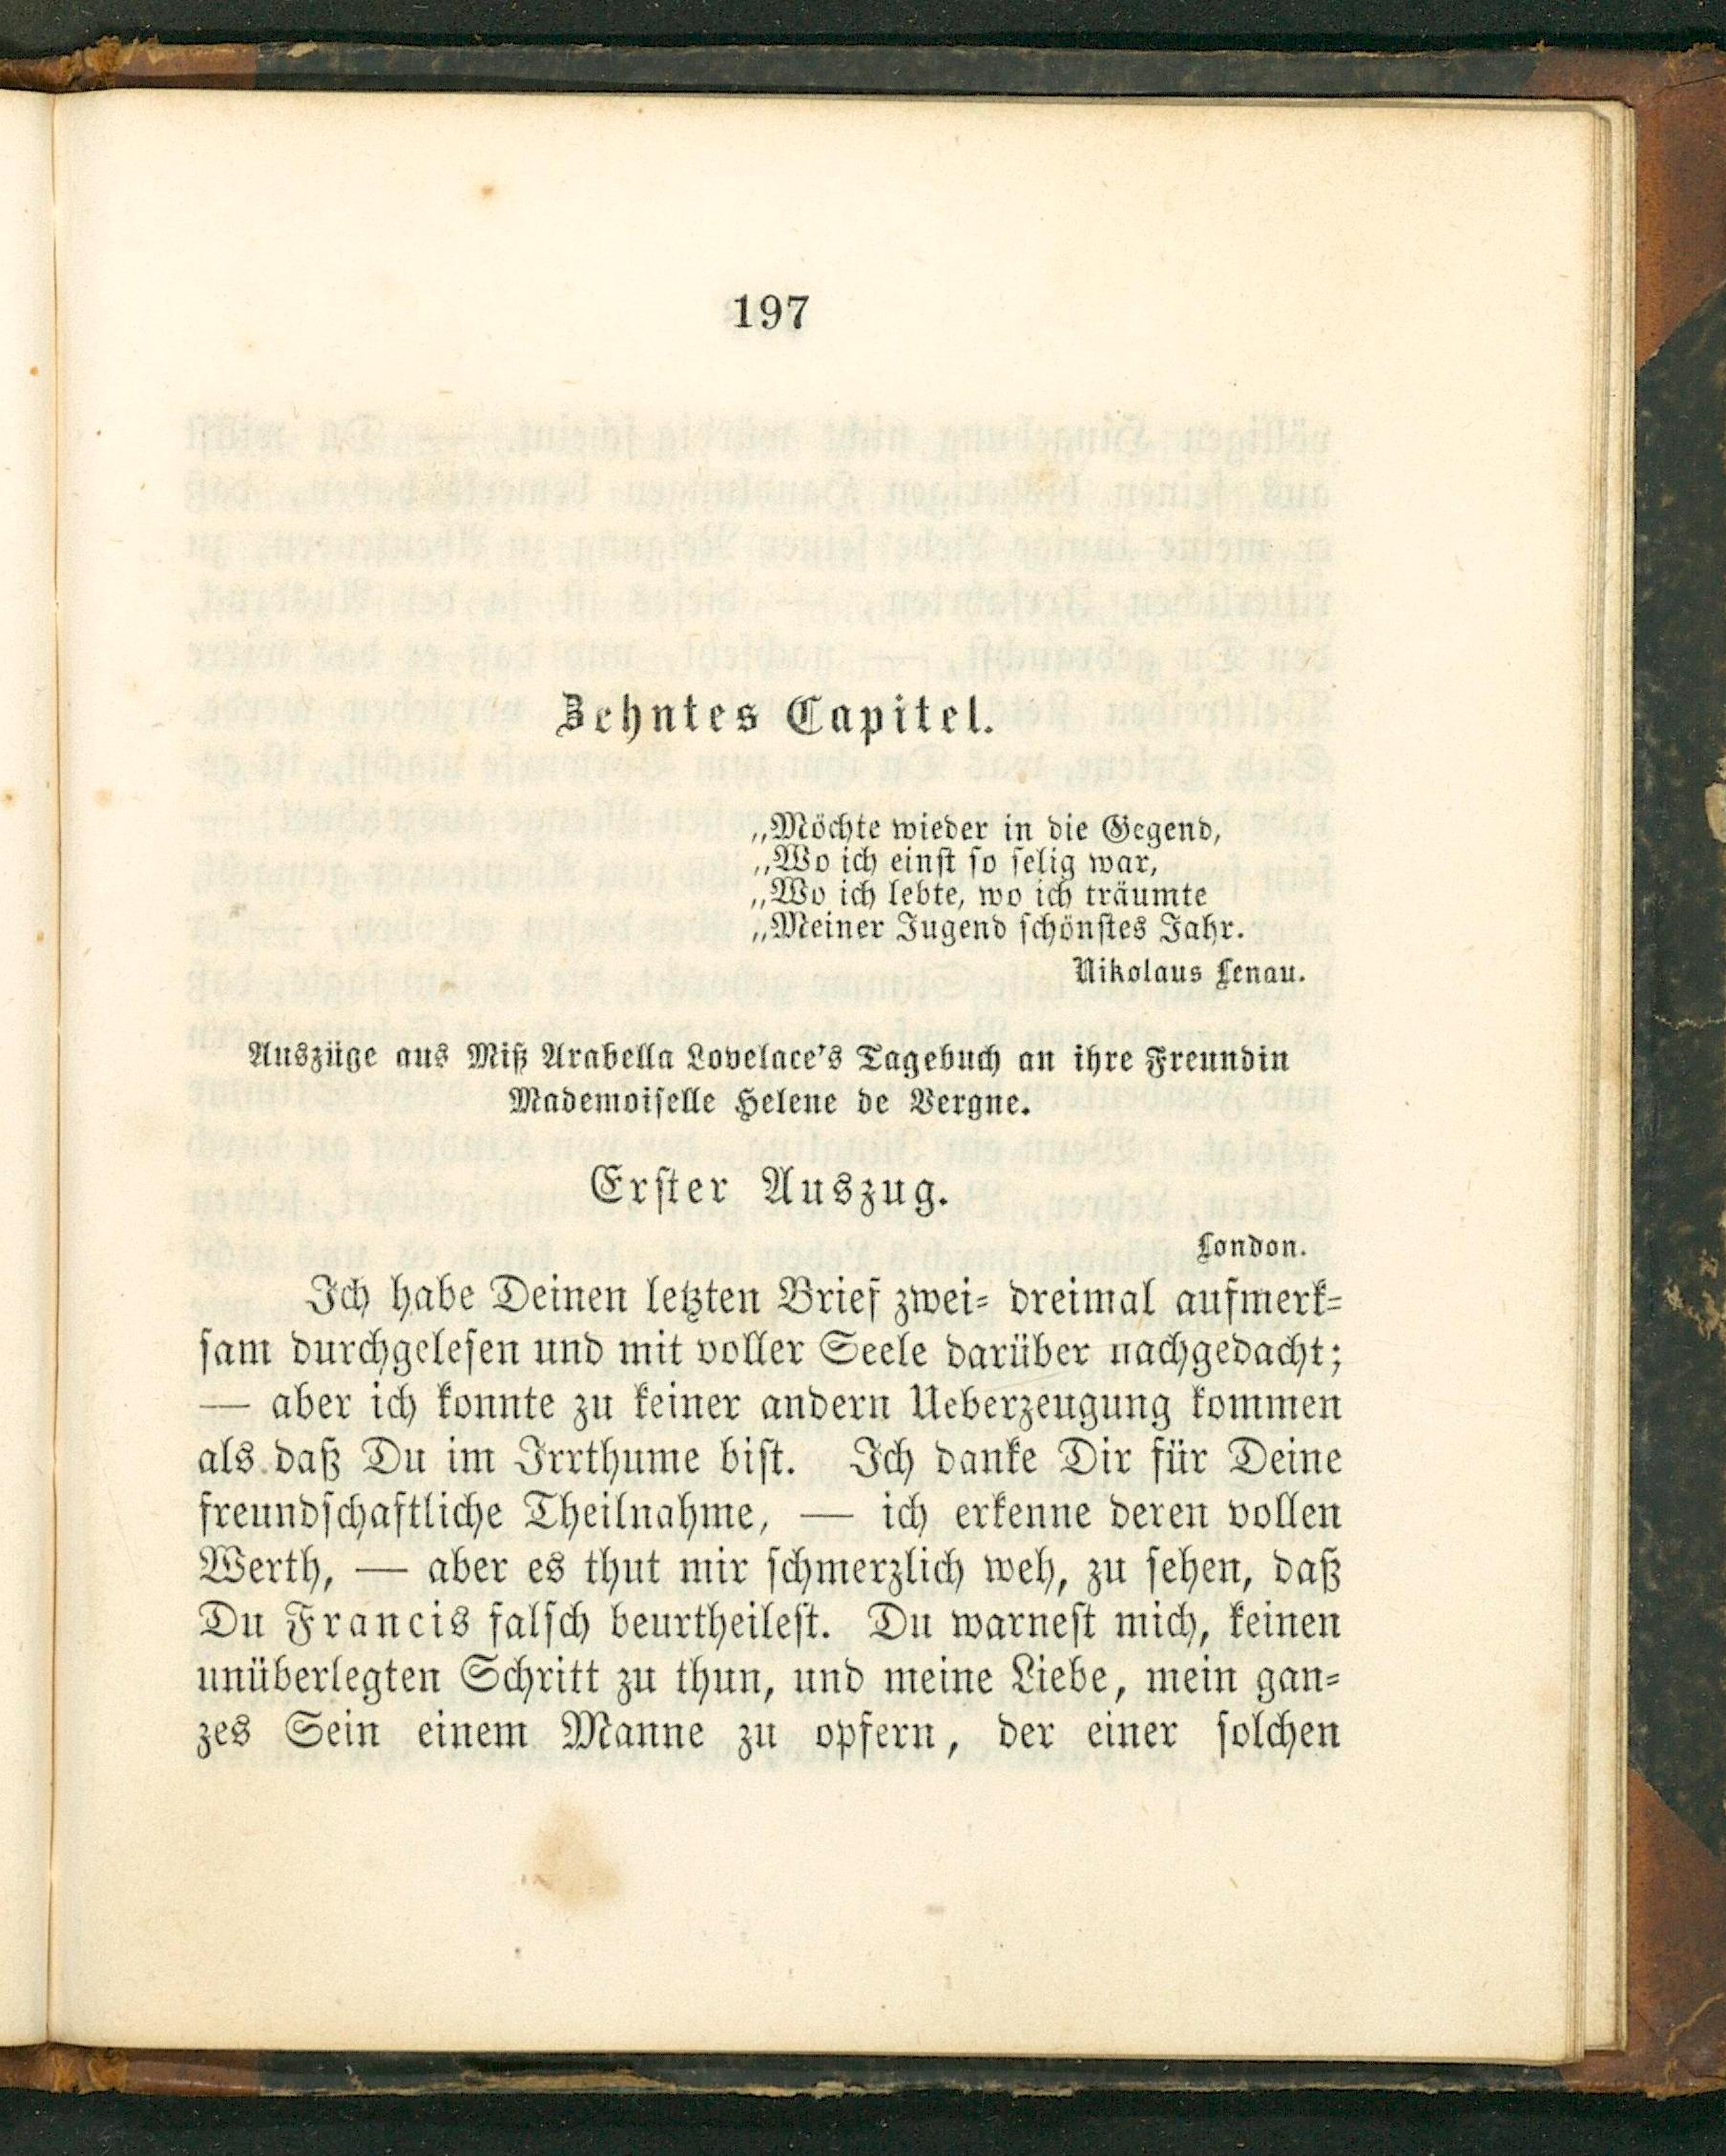 197
Zehntes Capitel.
„Möchte wieder in die Gegend,
„Wo ich einst so selig war,
„Wo ich lebte, wo ich träumte
„Meiner Jugend schönstes Jahr.
Nikolaus Lenau.
Auszüge aus Miß Arabella Lovelace's Tagebuch an ihre Freundin
Mademoiselle Helene de Vergne.
Erster Auszug.
London.
Ich habe Deinen letzten Brief zwei- dreimal aufmerk-
sam durchgelesen und mit voller Seele darüber nachgedacht;
— aber ich konnte zu keiner andern Ueberzeugung kommen
als daß Du im Irrthume bist. Ich danke Dir für Deine
freundschaftliche Theilnahme, — ich erkenne deren vollen
Werth, — aber es thut mir schmerzlich weh, zu sehen, daß
Du Francis falsch beurtheilest. Du warnest mich, keinen
unüberlegten Schritt zu thun, und meine Liebe, mein gan-
zes Sein einem Manne zu opfern, der einer solchen